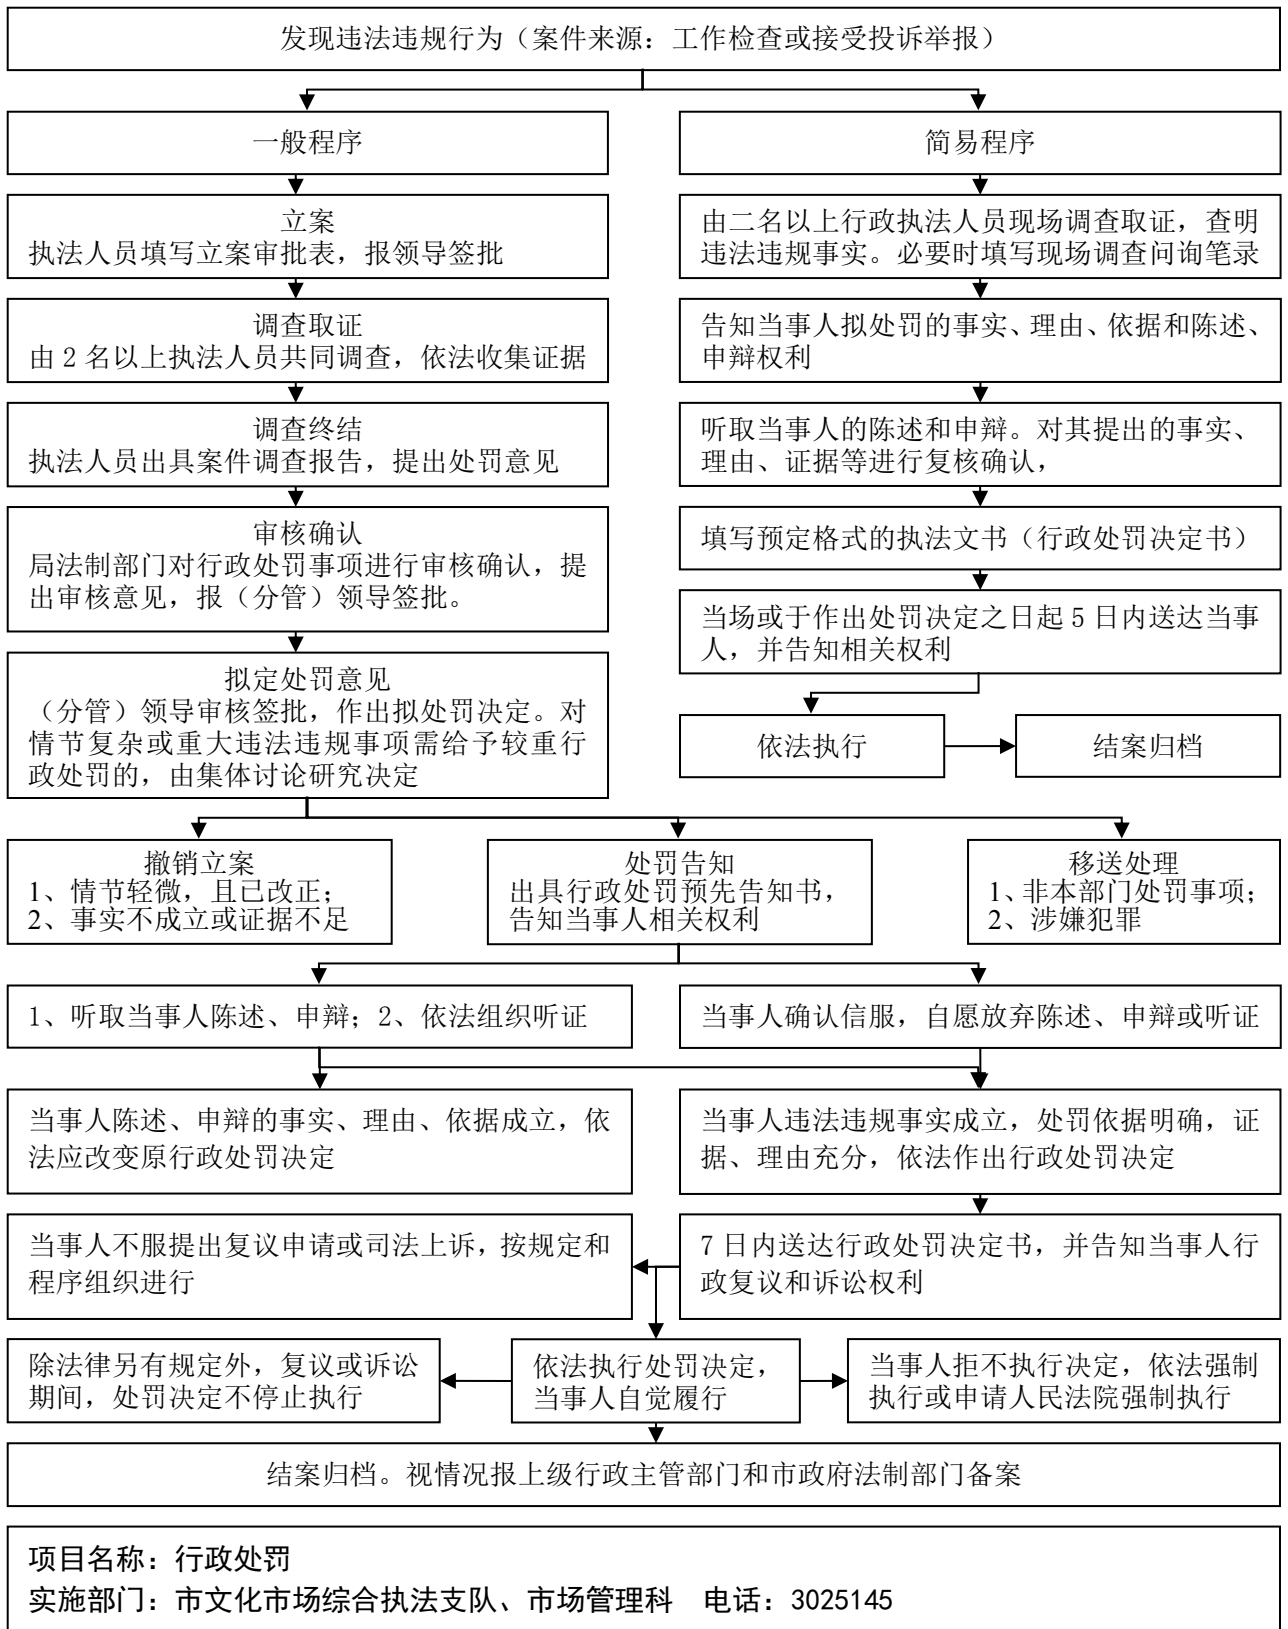 发现违法违规行为（案件来源：工作检查或接受投诉举报）
一般程序
简易程序
立案
执法人员填写立案审批表，报领导签批
由二名以上行政执法人员现场调查取证，查明
违法违规事实。必要时填写现场调查问询笔录
调查取证
由 2 名以上执法人员共同调查，依法收集证据
告知当事人拟处罚的事实、理由、依据和陈述、
申辩权利
调查终结
执法人员出具案件调查报告，提出处罚意见
听取当事人的陈述和申辩。对其提出的事实、
理由、证据等进行复核确认，
审核确认
局法制部门对行政处罚事项进行审核确认，提
出审核意见，报（分管）领导签批。
填写预定格式的执法文书（行政处罚决定书）
当场或于作出处罚决定之日起 5 日内送达当事
人，并告知相关权利
拟定处罚意见
（分管）领导审核签批，作出拟处罚决定。对
情节复杂或重大违法违规事项需给予较重行
政处罚的，由集体讨论研究决定
依法执行
结案归档
撤销立案
1、情节轻微，且已改正；
2、事实不成立或证据不足
处罚告知
出具行政处罚预先告知书，
告知当事人相关权利
移送处理
1、非本部门处罚事项；
2、涉嫌犯罪
1、听取当事人陈述、申辩；2、依法组织听证
当事人确认信服，自愿放弃陈述、申辩或听证
当事人陈述、申辩的事实、理由、依据成立，依
法应改变原行政处罚决定
当事人违法违规事实成立，处罚依据明确，证
据、理由充分，依法作出行政处罚决定
当事人不服提出复议申请或司法上诉，按规定和
程序组织进行
7 日内送达行政处罚决定书，并告知当事人行
政复议和诉讼权利
除法律另有规定外，复议或诉讼
期间，处罚决定不停止执行
依法执行处罚决定，
当事人自觉履行
当事人拒不执行决定，依法强制
执行或申请人民法院强制执行
结案归档。视情况报上级行政主管部门和市政府法制部门备案
项目名称：行政处罚
实施部门：市文化市场综合执法支队、市场管理科 电话：3025145